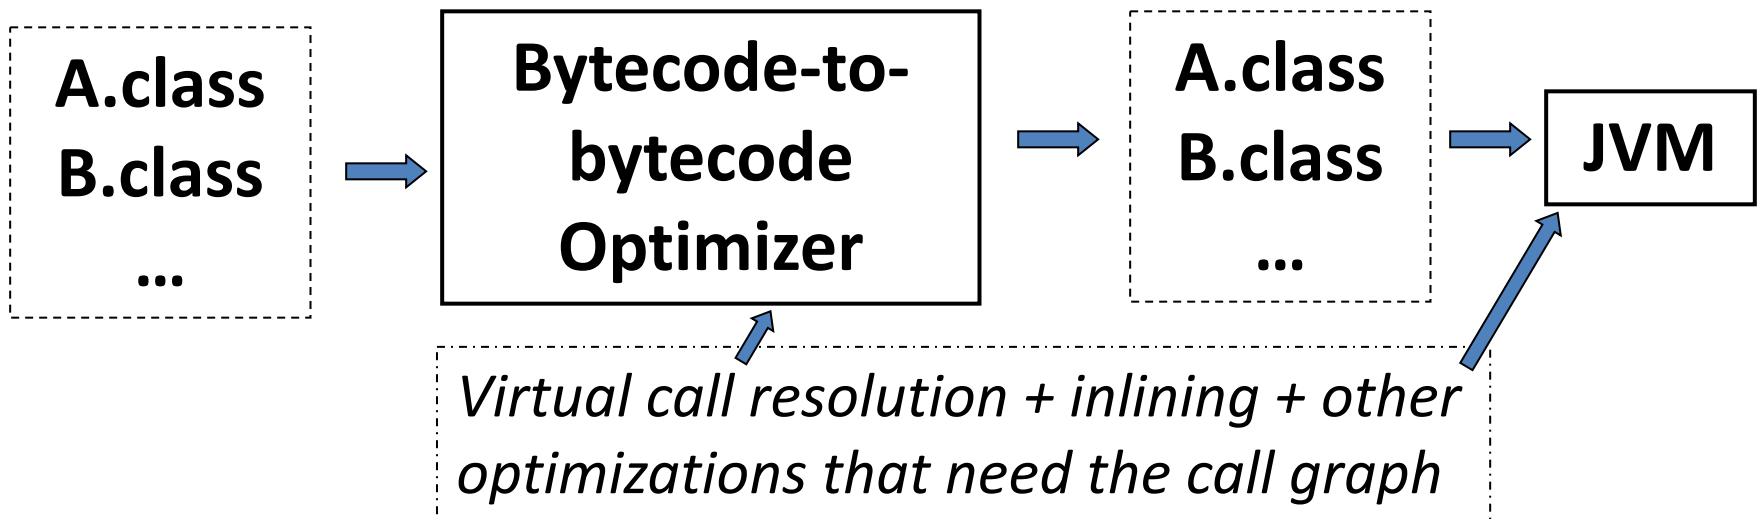 A.class
B.class
...
Bytecode-to-
bytecode
Optimizer
A.class
B.class
...
JVM
Virtual call resolution + inlining + other
optimizations that need the call graph